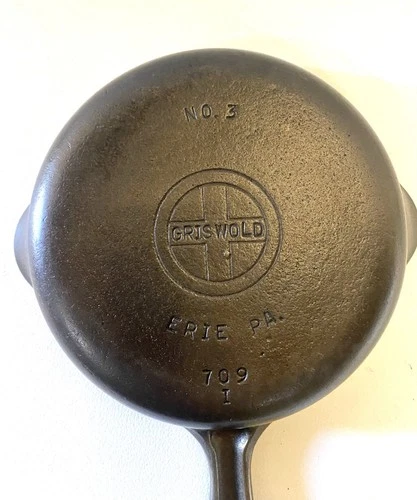 NO. 3
GRISWOLD
ERIE PA.
709
I